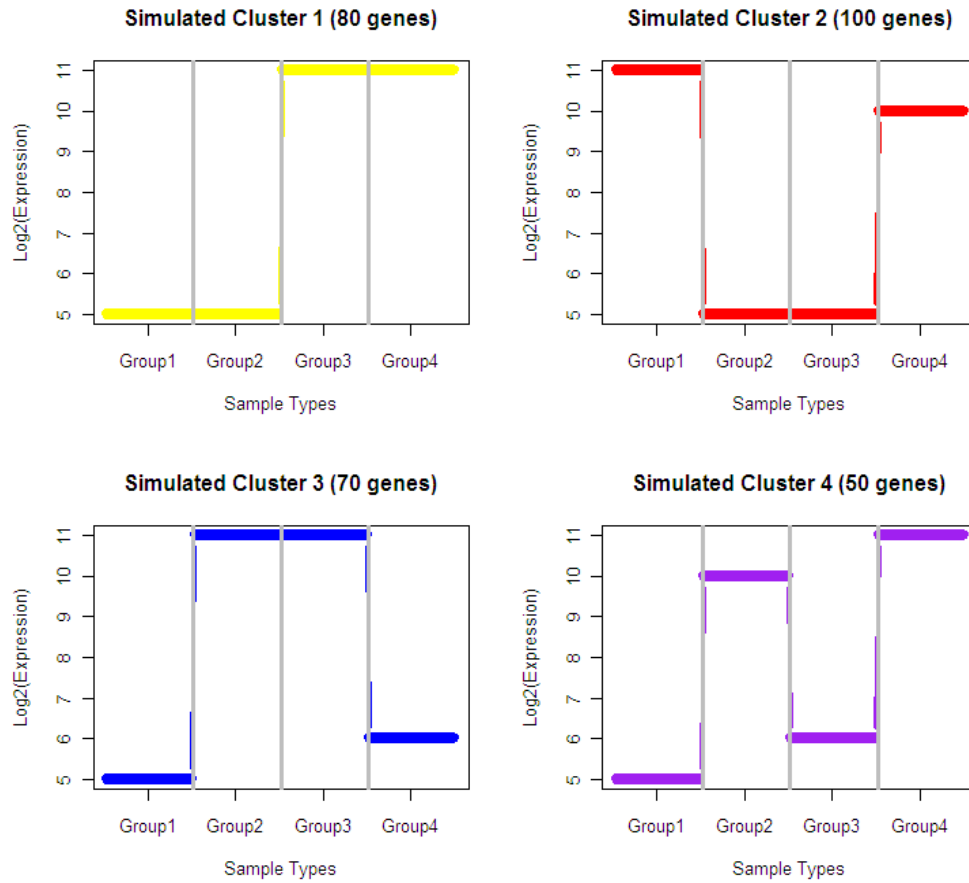 Simulated Cluster 1 (80 genes)
Log2(Expression)
11
10
9
8
7
6
5
Group1 Group2 Group3 Group4
Sample Types
Simulated Cluster 2 (100 genes)
Log2(Expression)
11
10
9
8
7
6
5
Group1 Group2 Group3 Group4
Sample Types
Simulated Cluster 3 (70 genes)
Log2(Expression)
11
10
9
8
7
6
5
Group1 Group2 Group3 Group4
Sample Types
Simulated Cluster 4 (50 genes)
Log2(Expression)
11
10
9
8
7
6
5
Group1 Group2 Group3 Group4
Sample Types